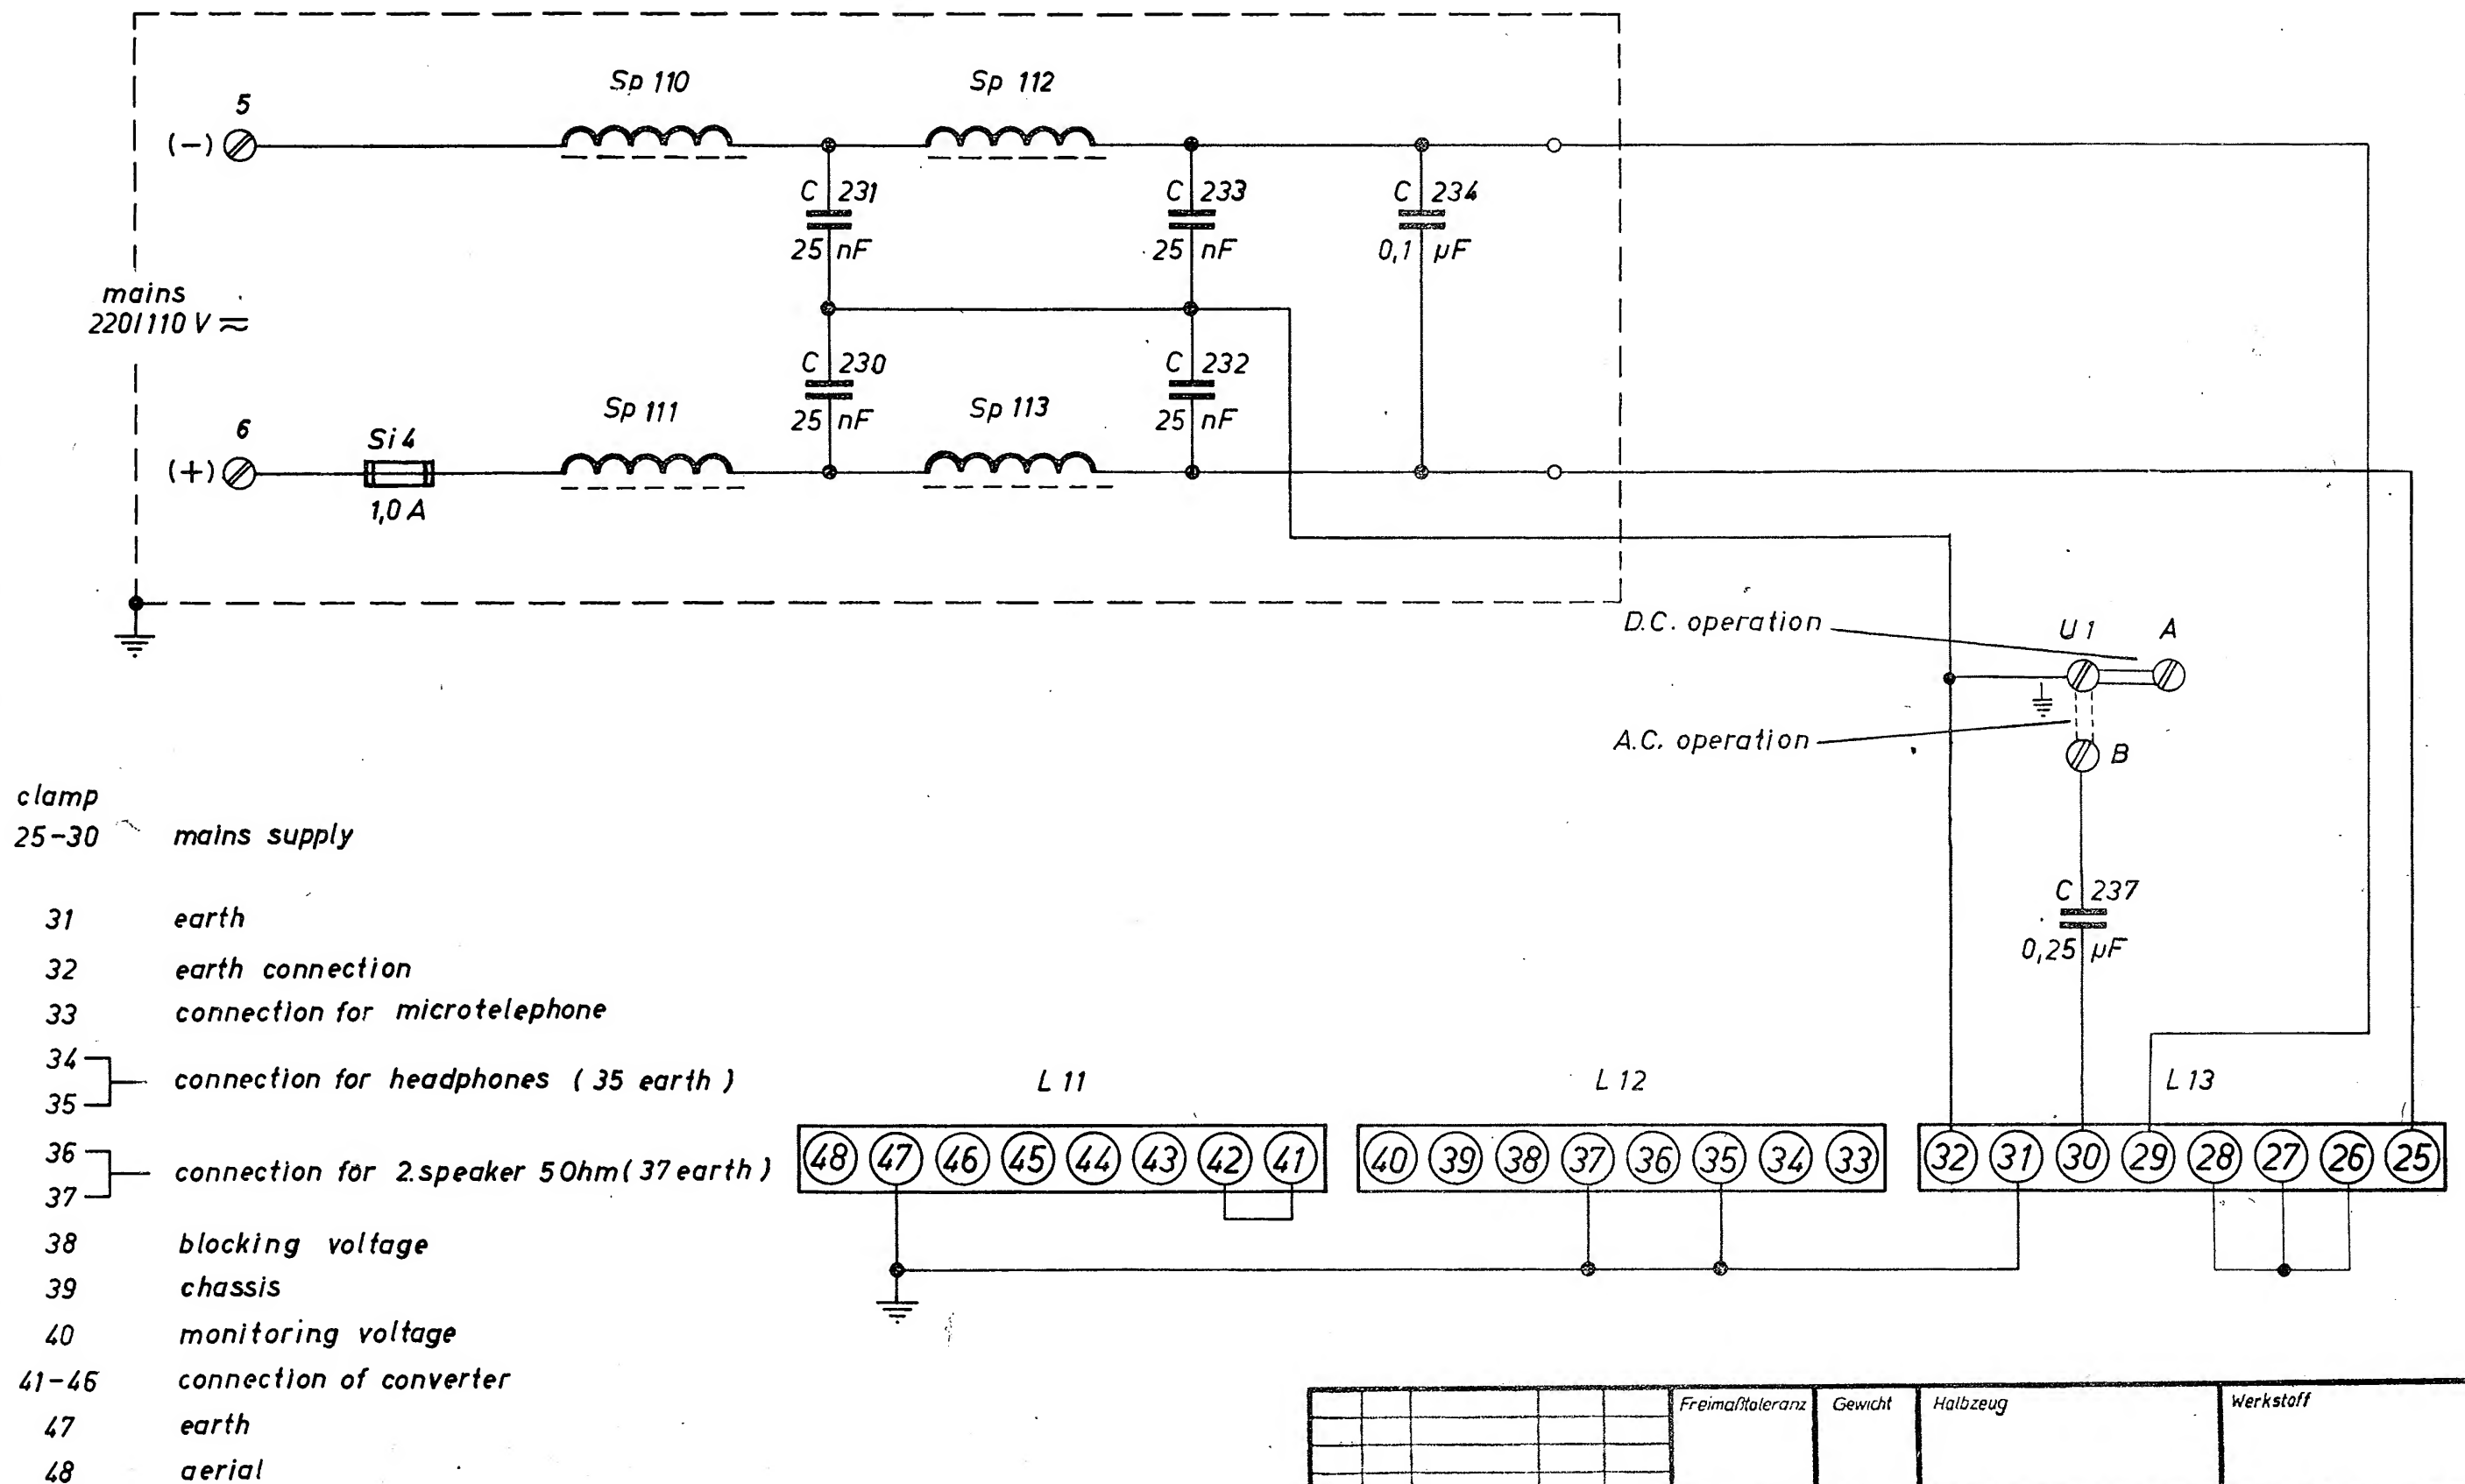 Sp 110
Sp 112
5
(-)
C 231
25 nF
C 233
25 nF
C 234
0,1 µF
mains
220/110 V ≂
C 230
25 nF
C 232
25 nF
Sp 111
Sp 113
6
(+)
Si 4
1,0 A
D.C. operation
U 1
A
A.C. operation
B
C 237
0,25 µF
clamp
25-30 mains supply
31 earth
32 earth connection
33 connection for microtelephone
34
35
connection for headphones ( 35 earth )
36
37
connection for 2.speaker 5 Ohm ( 37 earth )
38 blocking voltage
39 chassis
40 monitoring voltage
41-46 connection of converter
47 earth
48 aerial
L 11
48 47 46 45 44 43 42 41
L 12
40 39 38 37 36 35 34 33
L 13
32 31 30 29 28 27 26 25
Freimaßtoleranz
Gewicht
Halbzeug
Werkstoff